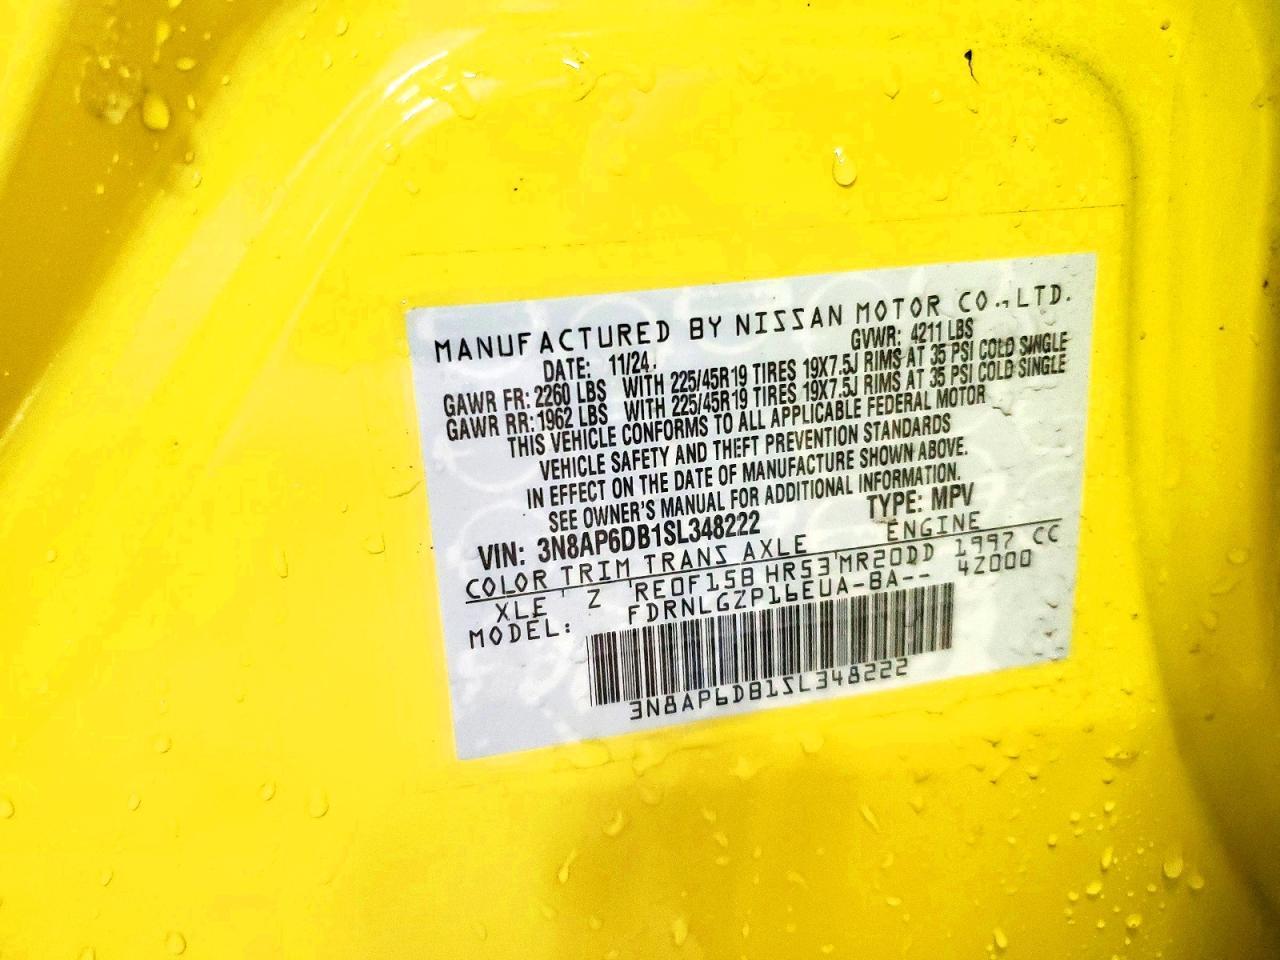 MANUFACTURED BY NISSAN MOTOR CO.,LTD.
DATE: 11/24. GVWR: 4211 LBS
GAWR FR: 2260 LBS WITH 225/45R19 TIRES 19X7.5J RIMS AT 35 PSI COLD SINGLE
GAWR RR: 1962 LBS WITH 225/45R19 TIRES 19X7.5J RIMS AT 35 PSI COLD SINGLE
THIS VEHICLE CONFORMS TO ALL APPLICABLE FEDERAL MOTOR
VEHICLE SAFETY AND THEFT PREVENTION STANDARDS
IN EFFECT ON THE DATE OF MANUFACTURE SHOWN ABOVE.
SEE OWNER'S MANUAL FOR ADDITIONAL INFORMATION.
VIN: 3N8AP6DB1SL348222 TYPE: MPV
COLOR TRIM TRANS AXLE ENGINE
XLE ' Z 'RE0F15B HR53'MR20DD 1997 CC
MODEL: FDRNLGZP16EUA-BA-- 4Z000
3N8AP6DB1SL348222